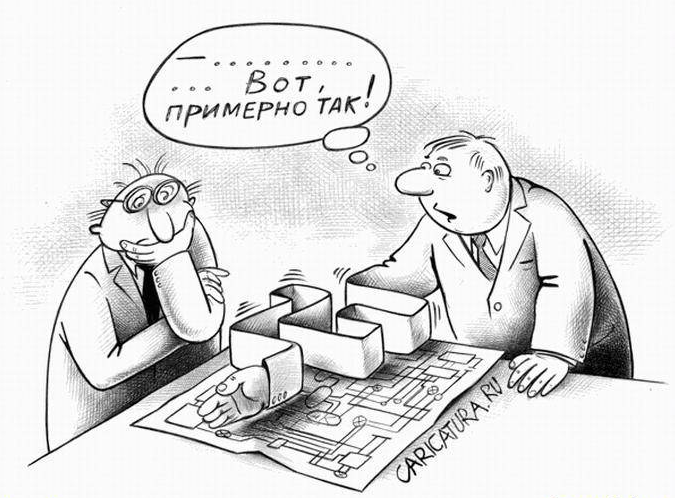 — . . . . . . . . . .
. . . Вот,
ПРИМЕРНО ТАК!
CARICATURA.RU